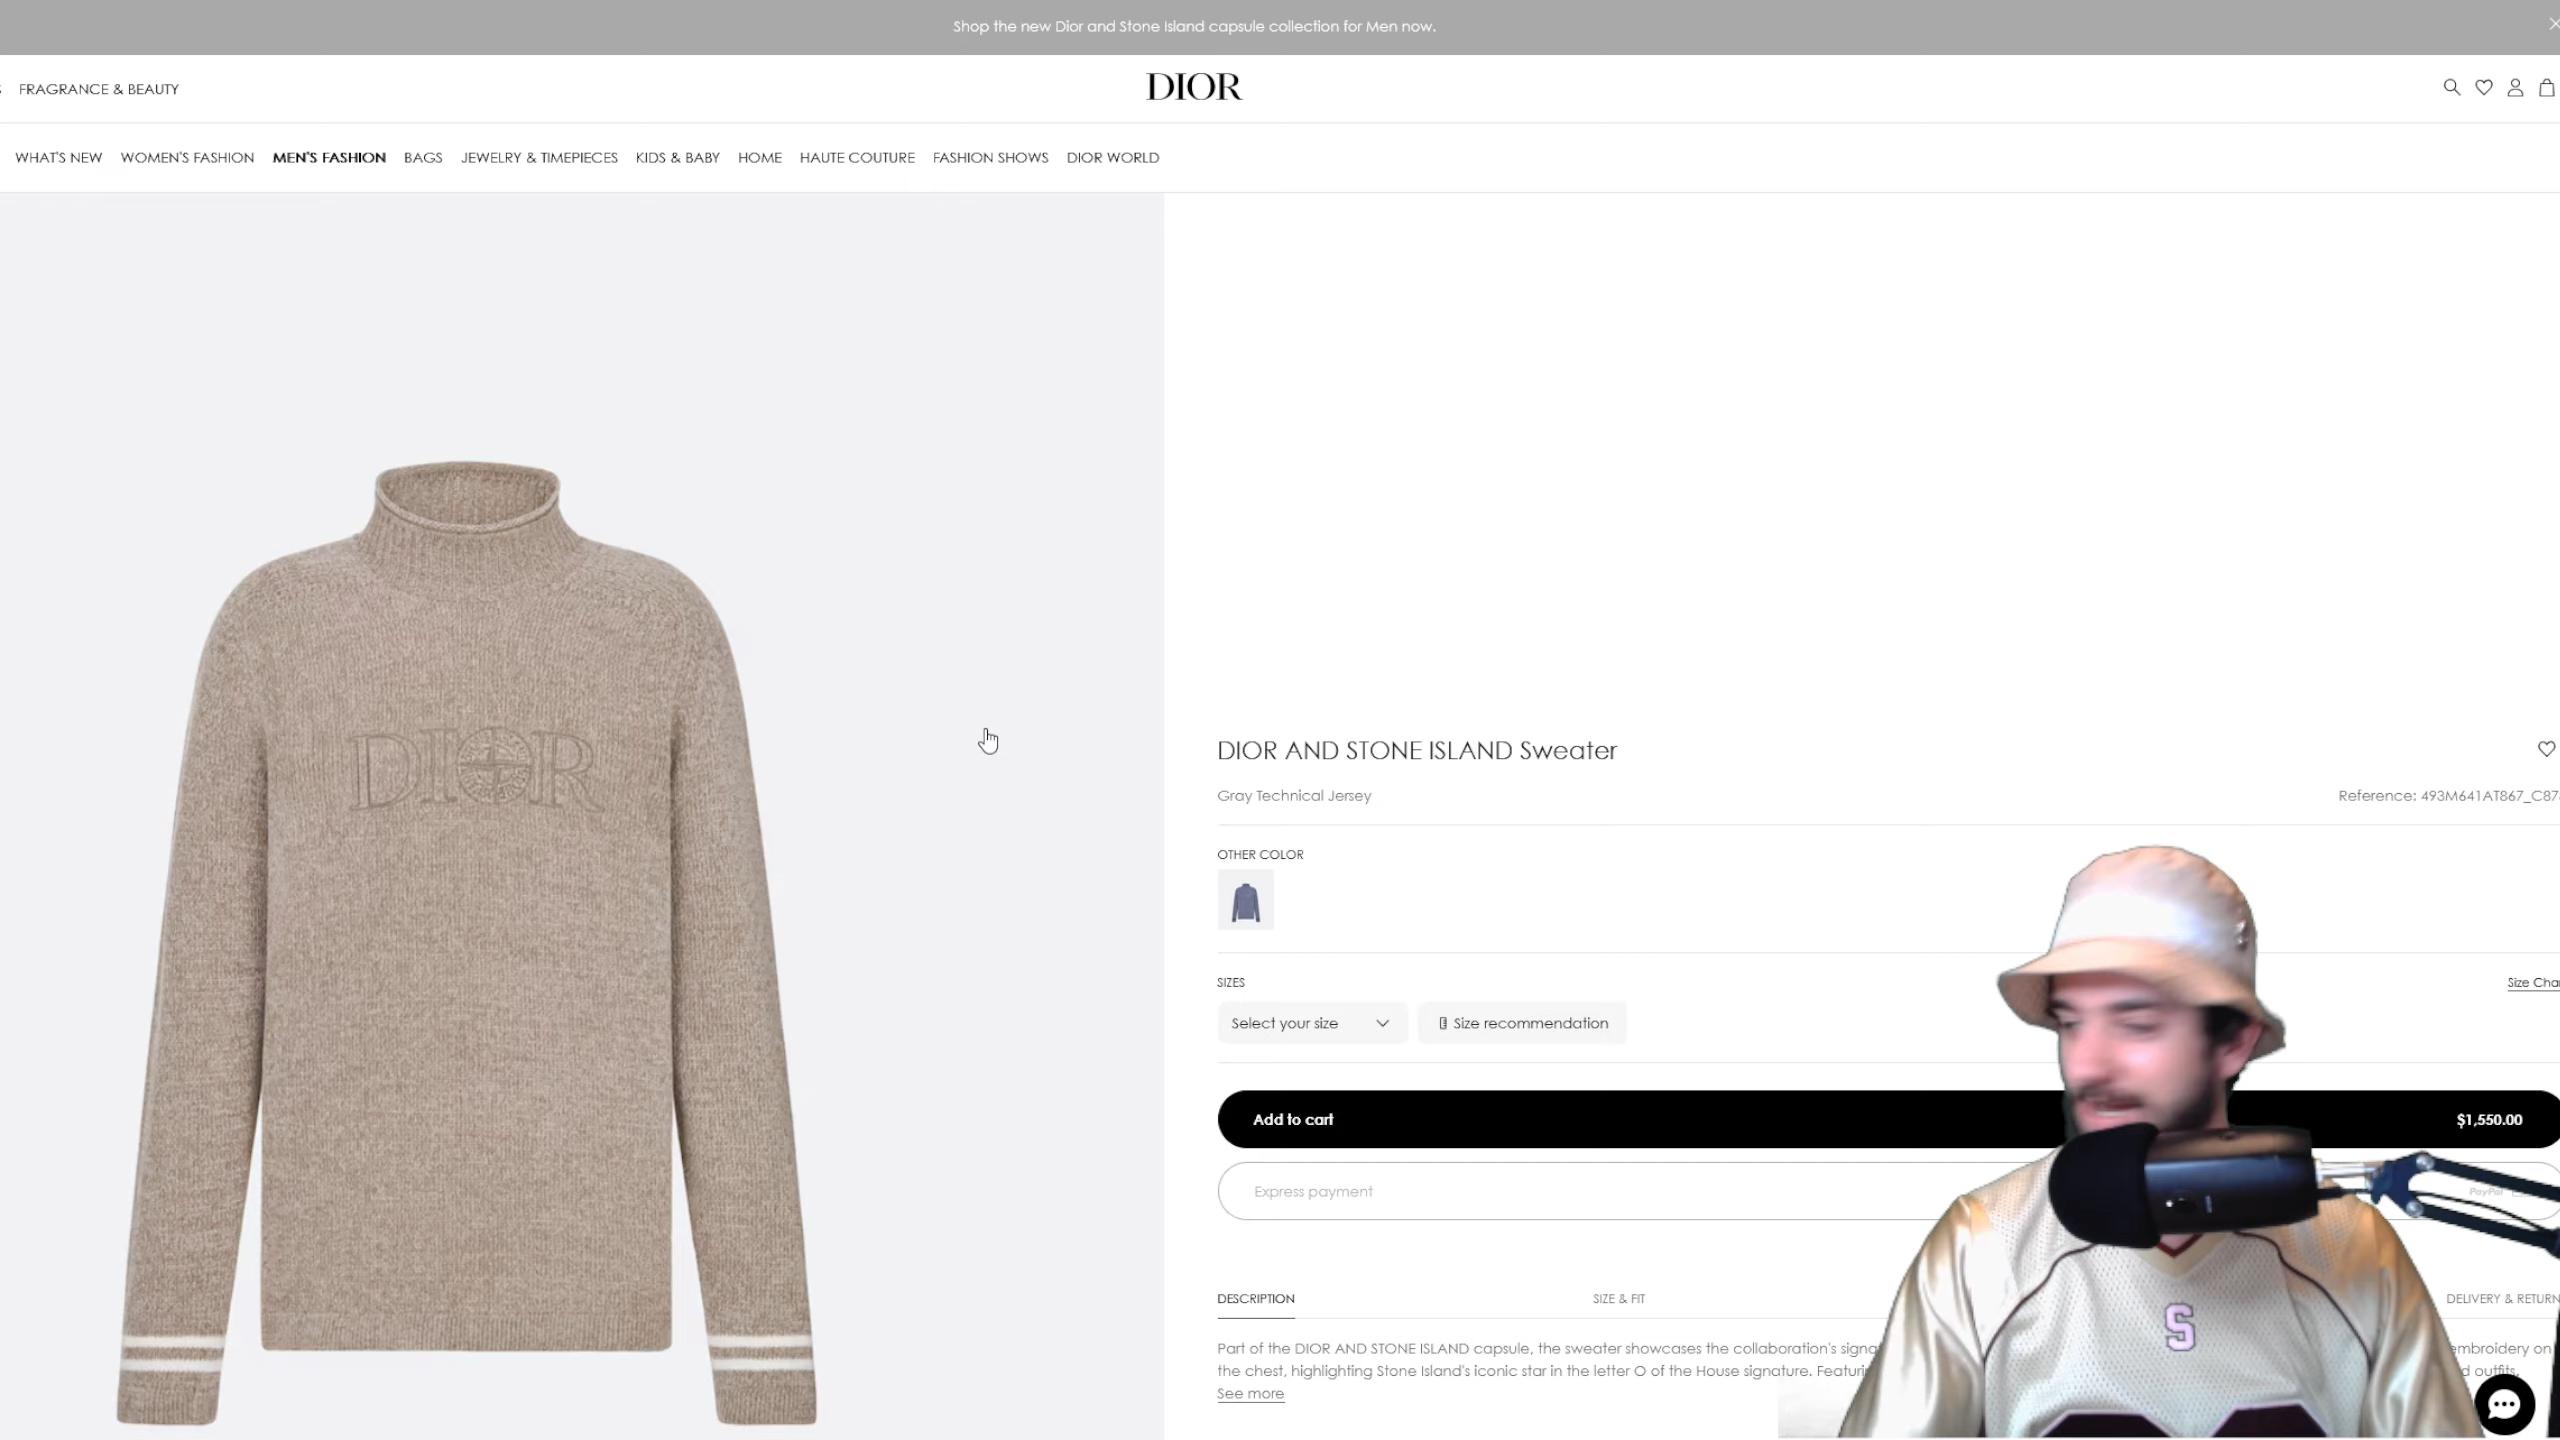 Shop the new Dior and Stone Island capsule collection for Men now.
FRAGRANCE & BEAUTY
DIOR
WHAT'S NEW WOMEN'S FASHION MEN'S FASHION BAGS JEWELRY & TIMEPIECES KIDS & BABY HOME HAUTE COUTURE FASHION SHOWS DIOR WORLD
DIOR
DIOR AND STONE ISLAND Sweater
Gray Technical Jersey
Reference: 493M641AT867_C87
OTHER COLOR
SIZES
Size Char
Select your size
Size recommendation
Add to cart
$1,550.00
Express payment
PayPal
DESCRIPTION SIZE & FIT DELIVERY & RETURN
Part of the DIOR AND STONE ISLAND capsule, the sweater showcases the collaboration's embroidery on
the chest, highlighting Stone Island's iconic star in the letter O of the House signature. outfits.
See more
S